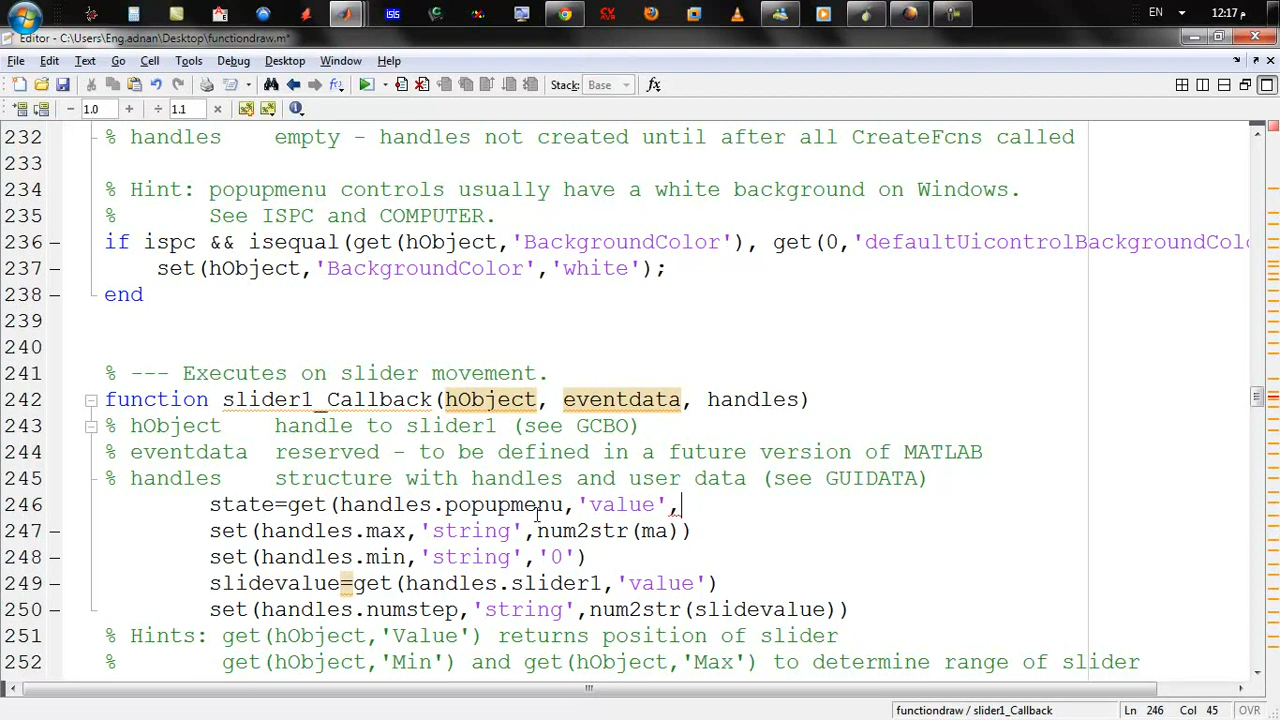 EN
12:17 م
Editor - C:\Users\Eng.adnan\Desktop\functiondraw.m*
File Edit Text Go Cell Tools Debug Desktop Window Help
Stack: Base fx
1.0 1.1
232 % handles empty - handles not created until after all CreateFcns called
233
234 % Hint: popupmenu controls usually have a white background on Windows.
235 % See ISPC and COMPUTER.
236 if ispc && isequal(get(hObject,'BackgroundColor'), get(0,'defaultUicontrolBackgroundColo
237 set(hObject,'BackgroundColor','white');
238 end
239
240
241 % --- Executes on slider movement.
242 function slider1_Callback(hObject, eventdata, handles)
243 % hObject handle to slider1 (see GCBO)
244 % eventdata reserved - to be defined in a future version of MATLAB
245 % handles structure with handles and user data (see GUIDATA)
246 state=get(handles.popupmenu,'value',
247 set(handles.max,'string',num2str(ma))
248 set(handles.min,'string','0')
249 slidevalue=get(handles.slider1,'value')
250 set(handles.numstep,'string',num2str(slidevalue))
251 % Hints: get(hObject,'Value') returns position of slider
252 % get(hObject,'Min') and get(hObject,'Max') to determine range of slider
functiondraw / slider1_Callback Ln 246 Col 45 OVR